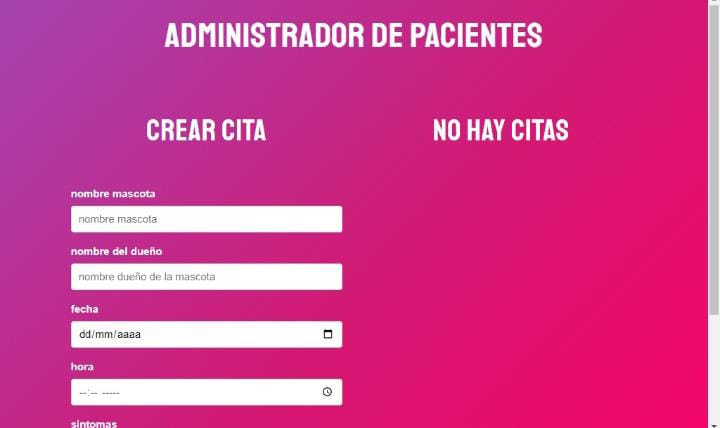 ADMINISTRADOR DE PACIENTES
CREAR CITA
NO HAY CITAS
nombre mascota
nombre mascota
nombre del dueño
nombre dueño de la mascota
fecha
dd/mm/aaaa
hora
--:-- -----
sintomas